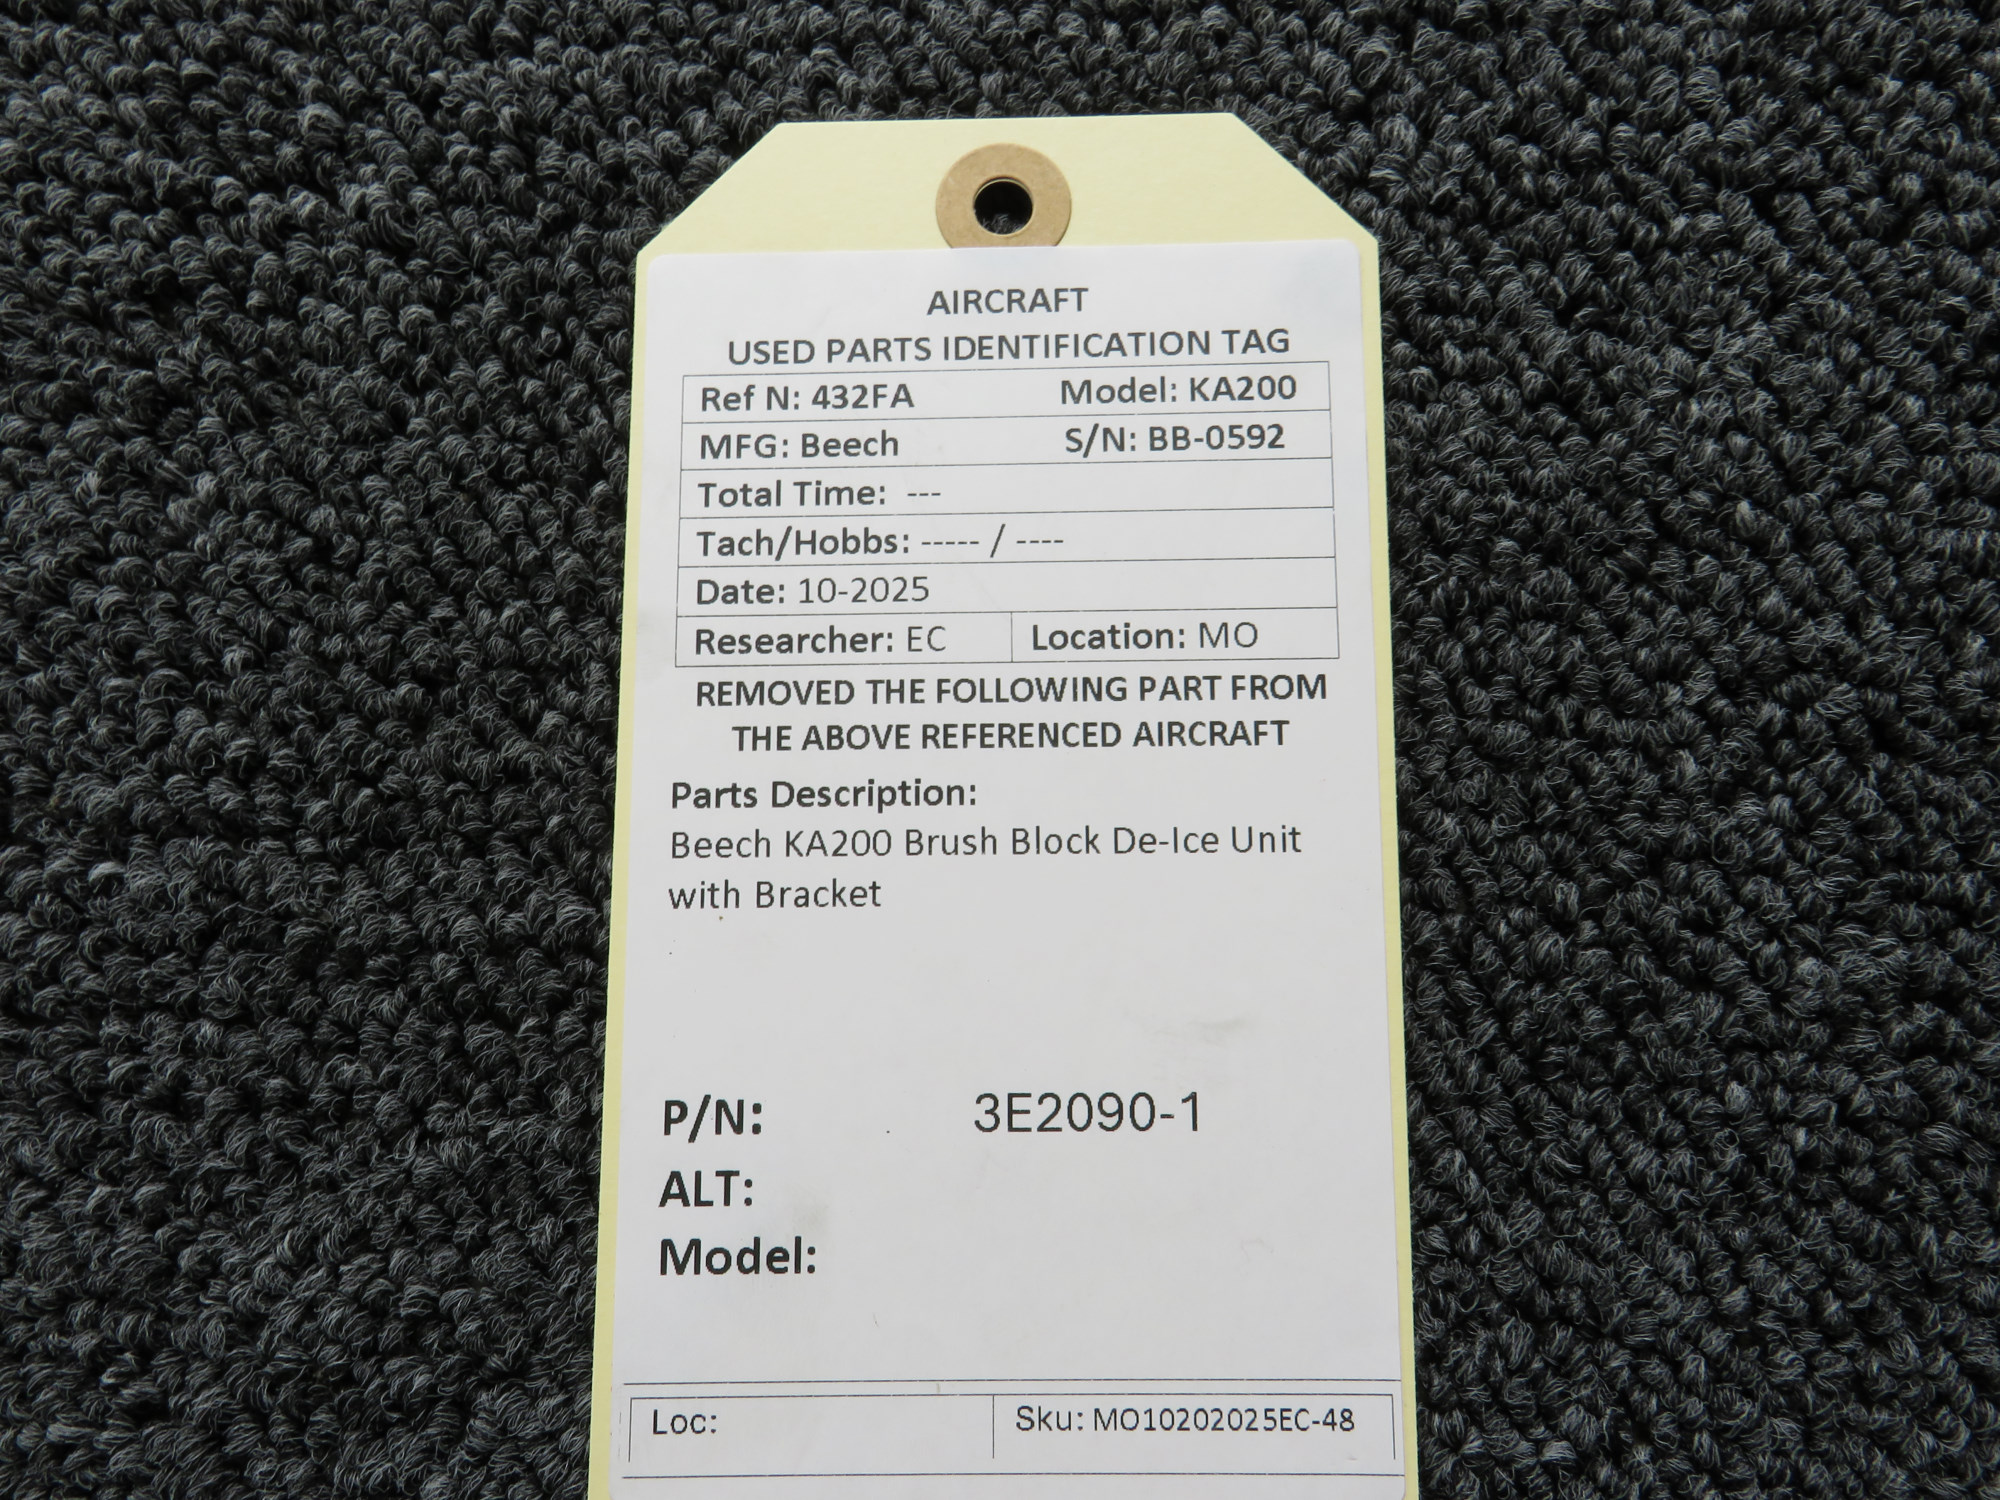 AIRCRAFT
USED PARTS IDENTIFICATION TAG
Ref N: 432FA Model: KA200
MFG: Beech S/N: BB-0592
Total Time: ---
Tach/Hobbs: ----- / ----
Date: 10-2025
Researcher: EC Location: MO
REMOVED THE FOLLOWING PART FROM
THE ABOVE REFERENCED AIRCRAFT
Parts Description:
Beech KA200 Brush Block De-Ice Unit
with Bracket
P/N: 3E2090-1
ALT:
Model:
Loc: Sku: MO10202025EC-48